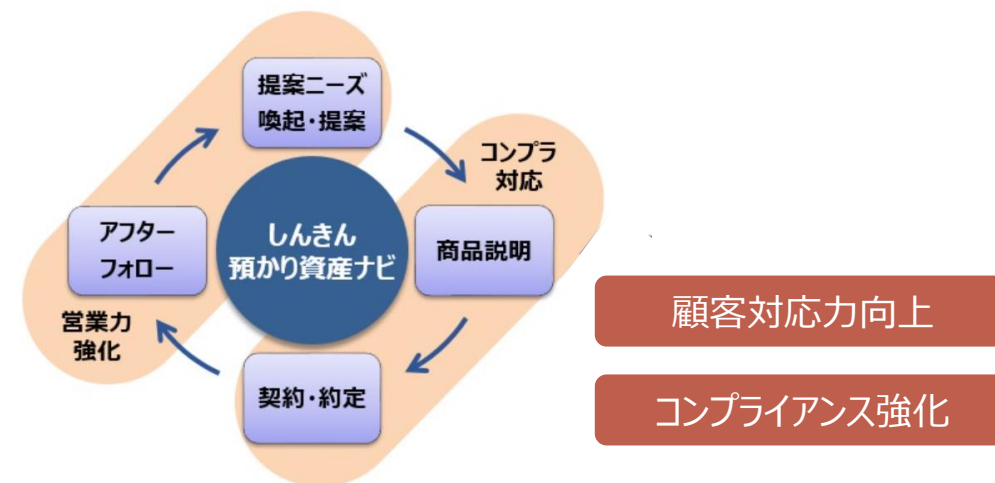 提案ニーズ
喚起・提案
コンプラ
対応
アフター
フォロー
しんきん
預かり資産ナビ
商品説明
営業力
強化
契約・約定
、
顧客対応力向上
コンプライアンス強化